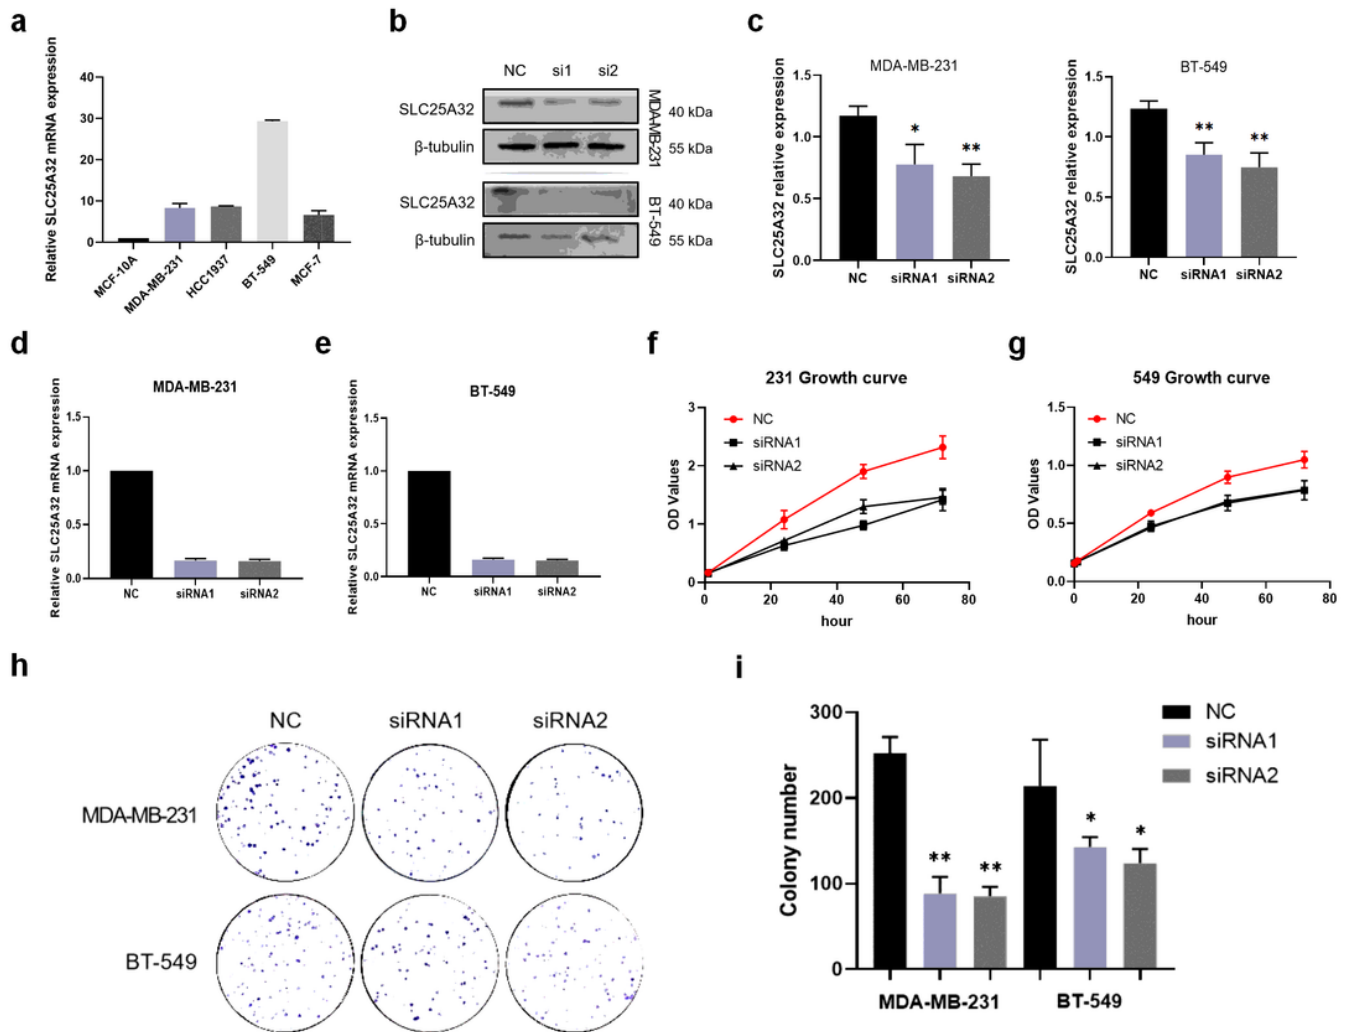 a
Relative SLC25A32 mRNA expression
40
30
20
10
0
MCF-10A
MDA-MB-231
HCC1937
BT-549
MCF-7
b
NC si1 si2
SLC25A32
40 kDa
β-tubulin
55 kDa
MDA-MB-231
SLC25A32
40 kDa
β-tubulin
55 kDa
BT-549
c
MDA-MB-231
SLC25A32 relative expression
1.5
1.0
0.5
0.0
*
**
NC siRNA1 siRNA2
BT-549
SLC25A32 relative expression
1.5
1.0
0.5
0.0
**
**
NC siRNA1 siRNA2
d
MDA-MB-231
Relative SLC25A32 mRNA expression
1.5
1.0
0.5
0.0
NC siRNA1 siRNA2
e
BT-549
Relative SLC25A32 mRNA expression
1.5
1.0
0.5
0.0
NC siRNA1 siRNA2
f
231 Growth curve
OD Values
3
2
1
0
NC
siRNA1
siRNA2
0 20 40 60 80
hour
g
549 Growth curve
OD Values
1.5
1.0
0.5
0.0
NC
siRNA1
siRNA2
0 20 40 60 80
hour
h
NC siRNA1 siRNA2
MDA-MB-231
BT-549
i
Colony number
300
200
100
0
**
**
*
*
NC
siRNA1
siRNA2
MDA-MB-231 BT-549